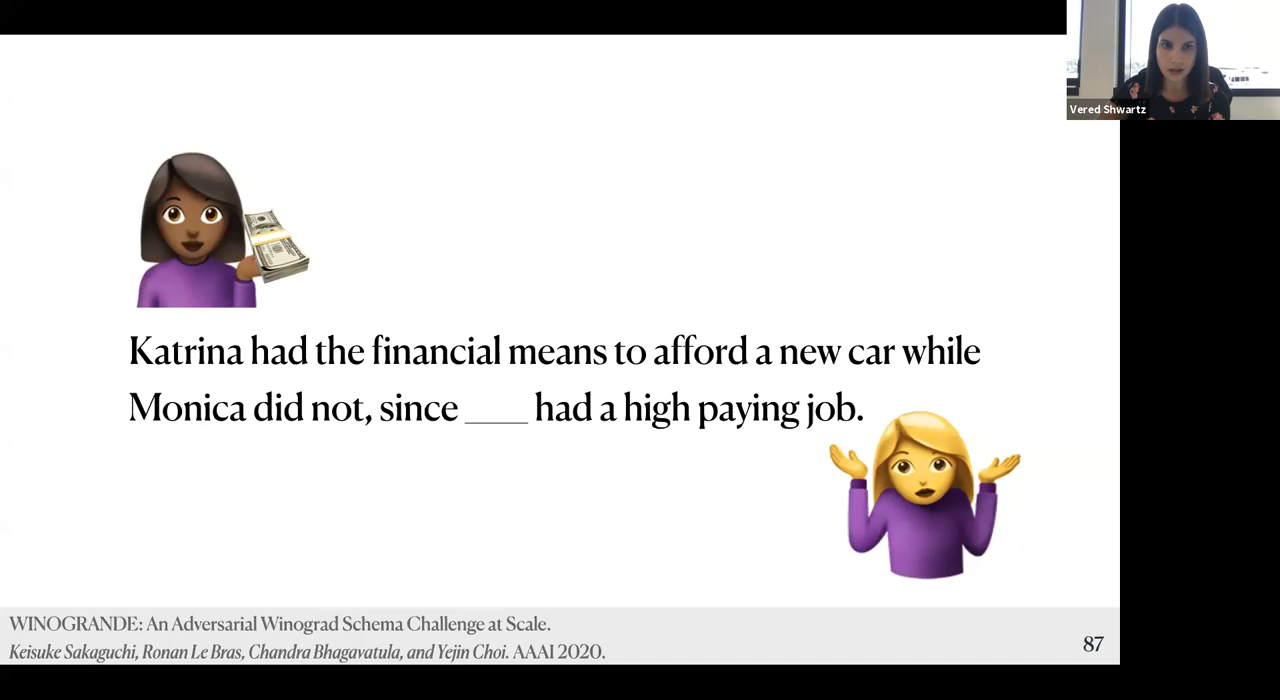 Vered Shwartz
Katrina had the financial means to afford a new car while
Monica did not, since ____ had a high paying job.
WINOGRANDE: An Adversarial Winograd Schema Challenge at Scale.
Keisuke Sakaguchi, Ronan Le Bras, Chandra Bhagavatula, and Yejin Choi. AAAI 2020.
87